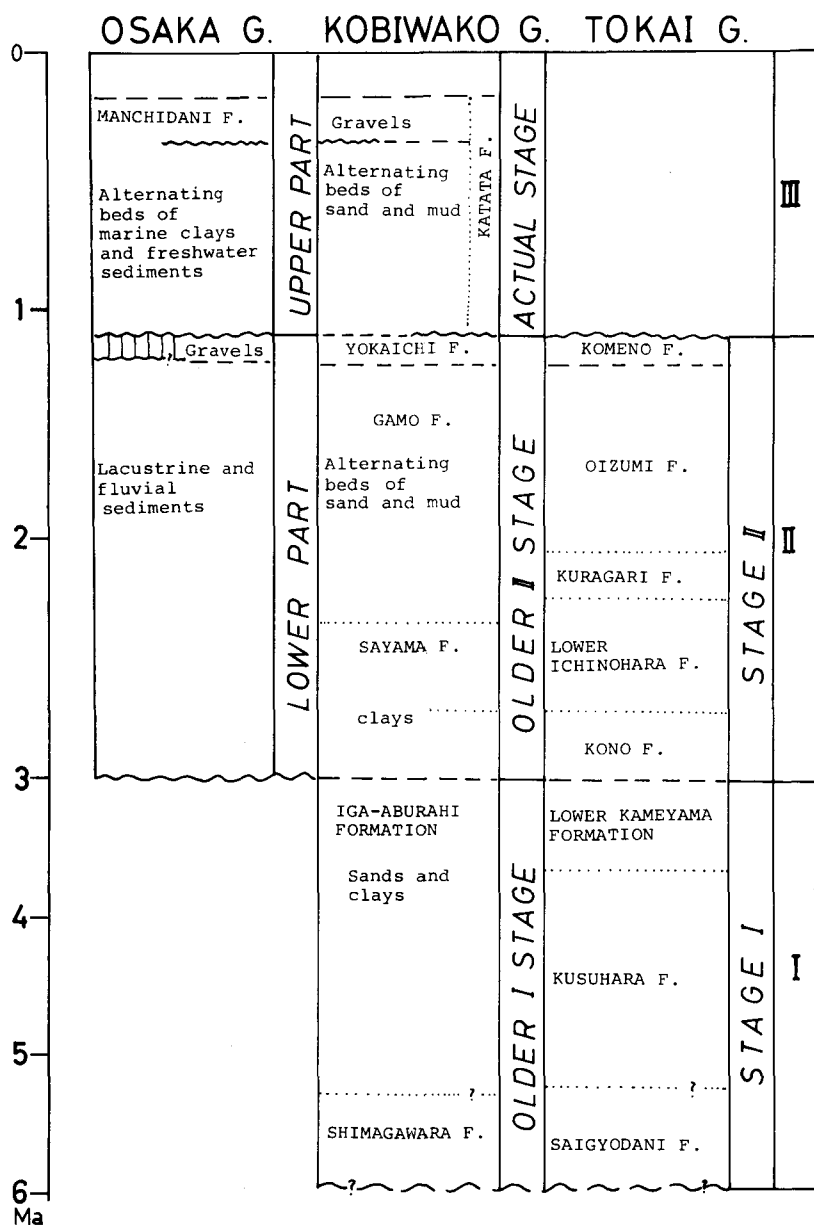 OSAKA G. KOBIWAKO G. TOKAI G.
0
1
2
3
4
5
6
Ma
MANCHIDANI F.
Alternating
beds of
marine clays
and freshwater
sediments
Gravels
?
Lacustrine and
fluvial
sediments
UPPER PART
LOWER PART
Gravels
Alternating
beds of
sand and mud
KATATA F.
YOKAICHI F.
GAMO F.
Alternating
beds of
sand and mud
SAYAMA F.
clays
IGA-ABURAHI
FORMATION
Sands and
clays
?
SHIMAGAWARA F.
?
ACTUAL STAGE
OLDER II STAGE
OLDER I STAGE
KOMENO F.
OIZUMI F.
KURAGARI F.
LOWER
ICHINOHARA F.
KONO F.
LOWER KAMEYAMA
FORMATION
KUSUHARA F.
?
SAIGYODANI F.
?
STAGE II
STAGE I
III
II
I